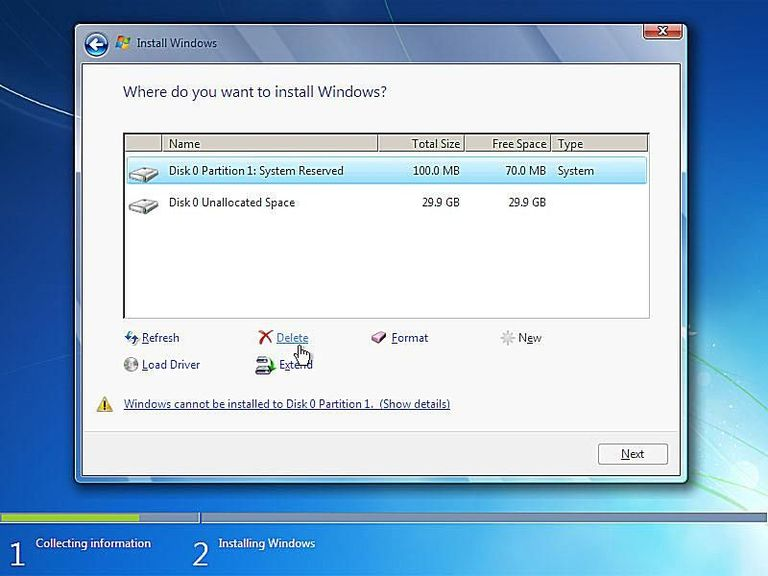 Install Windows
Where do you want to install Windows?
Name Total Size Free Space Type
Disk 0 Partition 1: System Reserved 100.0 MB 70.0 MB System
Disk 0 Unallocated Space 29.9 GB 29.9 GB
Refresh Delete Format New
Load Driver Extend
Windows cannot be installed to Disk 0 Partition 1. (Show details)
Next
1 Collecting information 2 Installing Windows